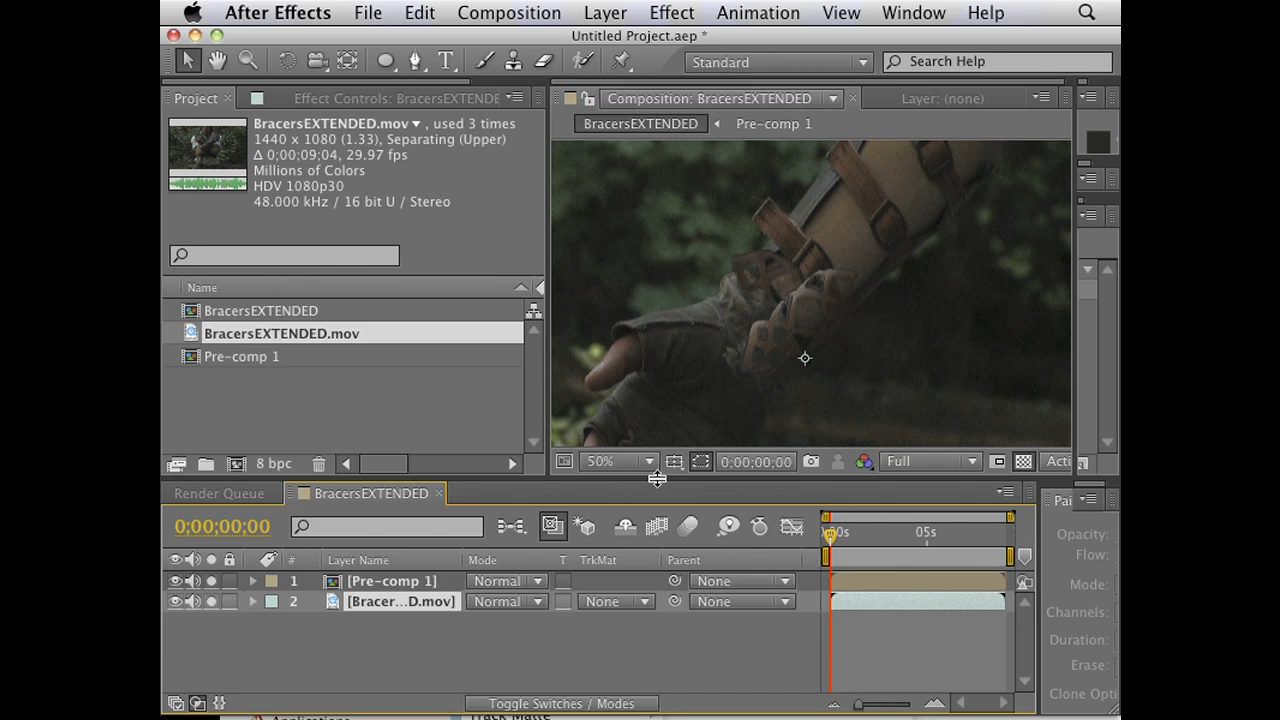 After Effects File Edit Composition Layer Effect Animation View Window Help
Untitled Project.aep *
T Standard Search Help
Project × Effect Controls: BracersEXTENDE Composition: BracersEXTENDED × Layer: (none)
BracersEXTENDED.mov , used 3 times
1440 x 1080 (1.33), Separating (Upper)
Δ 0;00;09;04, 29.97 fps
Millions of Colors
HDV 1080p30
48.000 kHz / 16 bit U / Stereo
BracersEXTENDED Pre-comp 1
Name
BracersEXTENDED
BracersEXTENDED.mov
Pre-comp 1
8 bpc
50% 0;00;00;00 Full Acti
Render Queue BracersEXTENDED ×
0;00;00;00
05s
# Layer Name Mode T TrkMat Parent
1 [Pre-comp 1] Normal None
2 [Bracer...D.mov] Normal None None
Toggle Switches / Modes
Pai
Opacity:
Flow:
Mode:
Channels:
Duration:
Erase:
Clone Opti
Applications
Track Matte